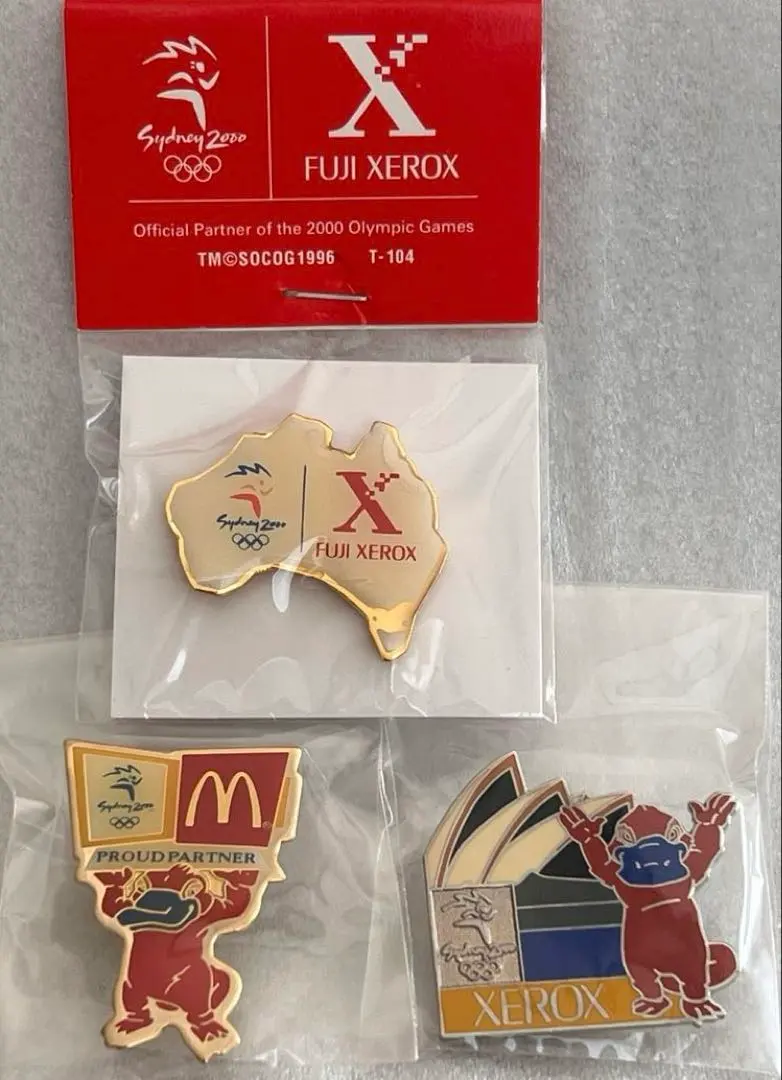 Sydney 2000
X
FUJI XEROX
Official Partner of the 2000 Olympic Games
TM©SOCOG1996 T-104
Sydney 2000
X
FUJI XEROX
Sydney 2000
M
®
PROUD PARTNER
XEROX